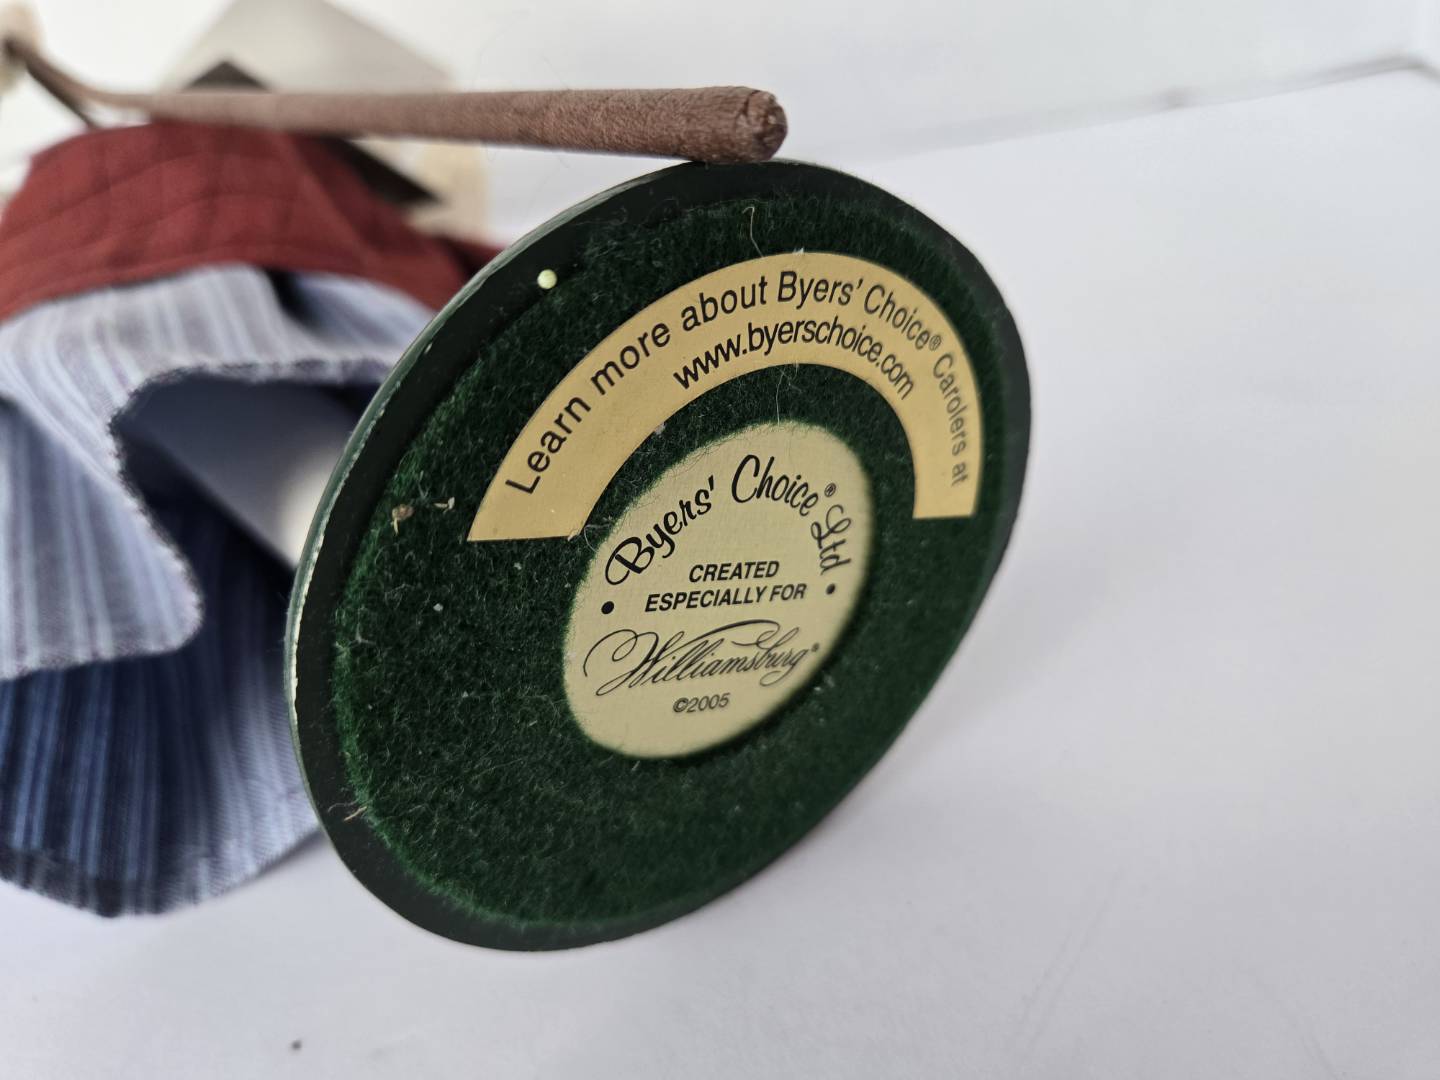 Learn more about Byers' Choice® Carolers at
www.byerschoice.com
Byers' Choice® Ltd
CREATED
• ESPECIALLY FOR •
Williamsburg®
©2005